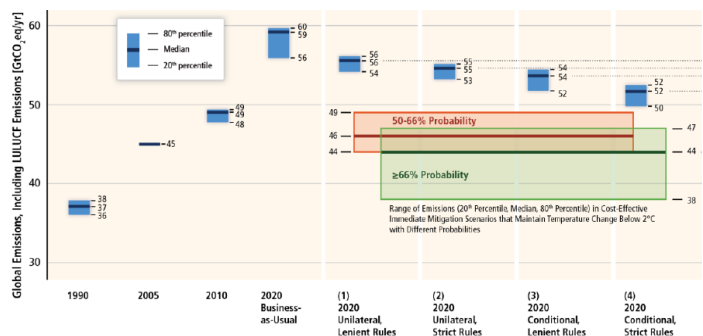 Global Emissions, Including LULUCF Emissions [GtCO2eq/yr]
60
50
40
30
80th percentile
Median
20th percentile
38
37
36
45
49
49
48
60
59
56
56
56
54
55
55
53
54
54
52
52
52
50
49
46
44
50-66% Probability
≥66% Probability
47
44
38
Range of Emissions (20th Percentile, Median, 80th Percentile) in Cost-Effective
Immediate Mitigation Scenarios that Maintain Temperature Change Below 2°C
with Different Probabilities
1990
2005
2010
2020
Business-
as-Usual
(1)
2020
Unilateral,
Lenient Rules
(2)
2020
Unilateral,
Strict Rules
(3)
2020
Conditional,
Lenient Rules
(4)
2020
Conditional,
Strict Rules